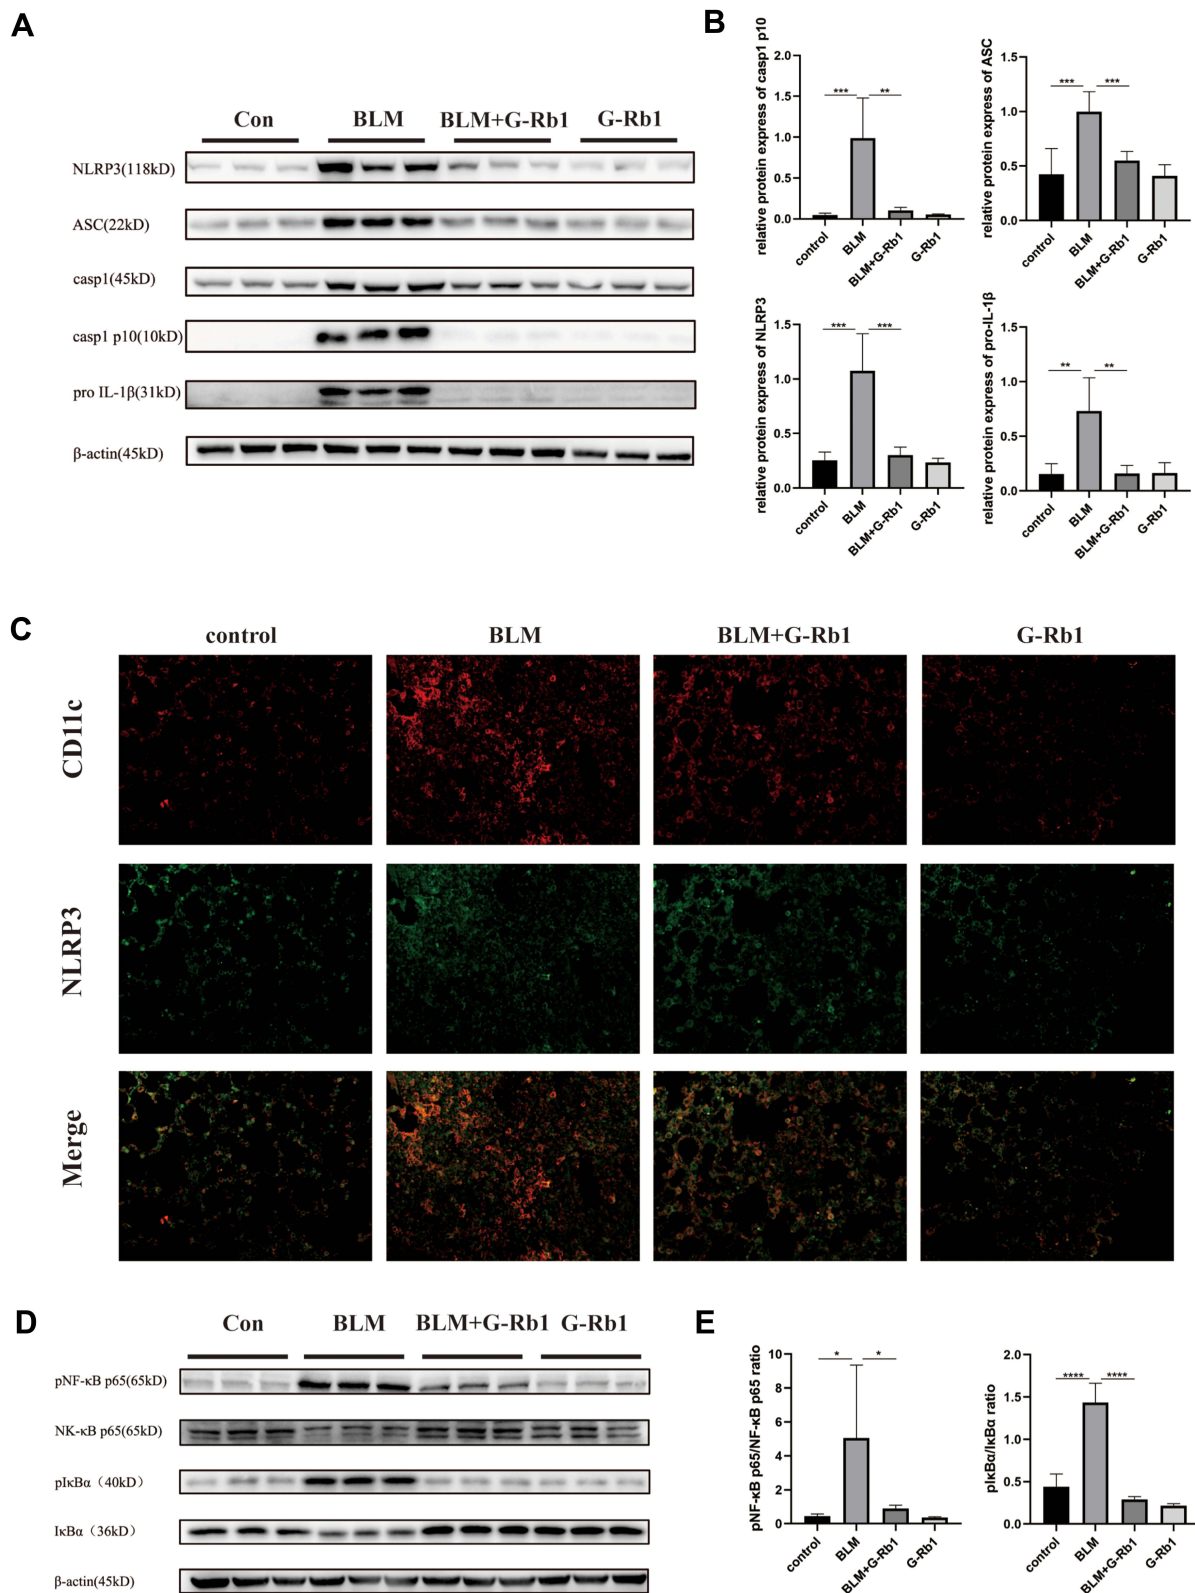 A
Con BLM BLM+G-Rb1 G-Rb1
NLRP3(118kD)
ASC(22kD)
casp1(45kD)
casp1 p10(10kD)
pro IL-1β(31kD)
β-actin(45kD)
B
relative protein express of casp1 p10
2.0
1.5
1.0
0.5
0.0
*** **
control BLM BLM+G-Rb1 G-Rb1
relative protein express of ASC
1.5
1.0
0.5
0.0
*** ***
control BLM BLM+G-Rb1 G-Rb1
relative protein express of NLRP3
1.5
1.0
0.5
0.0
*** ***
control BLM BLM+G-Rb1 G-Rb1
relative protein express of pro-IL-1β
1.5
1.0
0.5
0.0
** **
control BLM BLM+G-Rb1 G-Rb1
C
control BLM BLM+G-Rb1 G-Rb1
CD11c
NLRP3
Merge
D
Con BLM BLM+G-Rb1 G-Rb1
pNF-κB p65(65kD)
NK-κB p65(65kD)
pIκBα（40kD）
IκBα（36kD）
β-actin(45kD)
E
pNF-κB p65/NF-κB p65 ratio
10
8
6
4
2
0
* *
control BLM BLM+G-Rb1 G-Rb1
pIκBα/IκBα ratio
2.0
1.5
1.0
0.5
0.0
**** ****
control BLM BLM+G-Rb1 G-Rb1